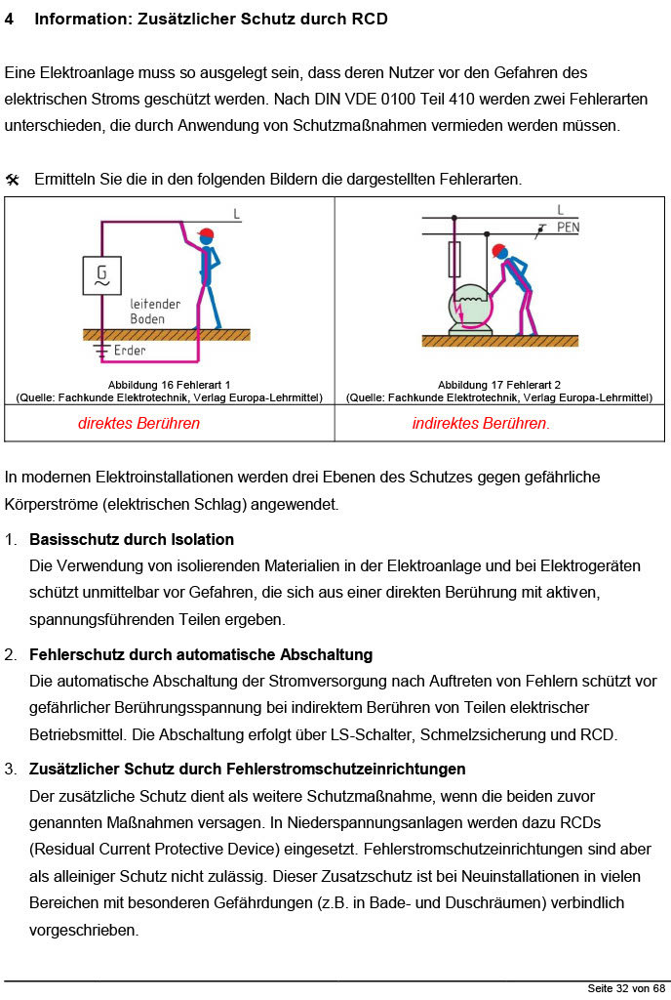 4 Information: Zusätzlicher Schutz durch RCD
Eine Elektroanlage muss so ausgelegt sein, dass deren Nutzer vor den Gefahren des
elektrischen Stroms geschützt werden. Nach DIN VDE 0100 Teil 410 werden zwei Fehlerarten
unterschieden, die durch Anwendung von Schutzmaßnahmen vermieden werden müssen.
Ermitteln Sie die in den folgenden Bildern die dargestellten Fehlerarten.
L
G
leitender
Boden
Erder
Abbildung 16 Fehlerart 1
(Quelle: Fachkunde Elektrotechnik, Verlag Europa-Lehrmittel)
direktes Berühren
L
PEN
Abbildung 17 Fehlerart 2
(Quelle: Fachkunde Elektrotechnik, Verlag Europa-Lehrmittel)
indirektes Berühren.
In modernen Elektroinstallationen werden drei Ebenen des Schutzes gegen gefährliche
Körperströme (elektrischen Schlag) angewendet.
1. Basisschutz durch Isolation
Die Verwendung von isolierenden Materialien in der Elektroanlage und bei Elektrogeräten
schützt unmittelbar vor Gefahren, die sich aus einer direkten Berührung mit aktiven,
spannungsführenden Teilen ergeben.
2. Fehlerschutz durch automatische Abschaltung
Die automatische Abschaltung der Stromversorgung nach Auftreten von Fehlern schützt vor
gefährlicher Berührungsspannung bei indirektem Berühren von Teilen elektrischer
Betriebsmittel. Die Abschaltung erfolgt über LS-Schalter, Schmelzsicherung und RCD.
3. Zusätzlicher Schutz durch Fehlerstromschutzeinrichtungen
Der zusätzliche Schutz dient als weitere Schutzmaßnahme, wenn die beiden zuvor
genannten Maßnahmen versagen. In Niederspannungsanlagen werden dazu RCDs
(Residual Current Protective Device) eingesetzt. Fehlerstromschutzeinrichtungen sind aber
als alleiniger Schutz nicht zulässig. Dieser Zusatzschutz ist bei Neuinstallationen in vielen
Bereichen mit besonderen Gefährdungen (z.B. in Bade- und Duschräumen) verbindlich
vorgeschrieben.
Seite 32 von 68